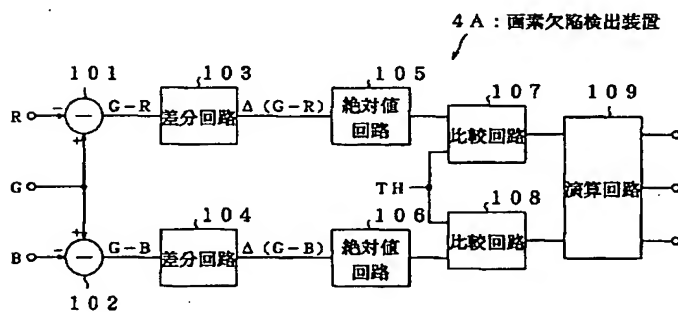 4A：画素欠陥検出装置
101
103
105
107
109
R
-
-
+
G-R
差分回路
Δ(G-R)
絶対値
回路
比較回路
G
TH
演算回路
104
106
108
B
-
+
-
G-B
差分回路
Δ(G-B)
絶対値
回路
比較回路
102